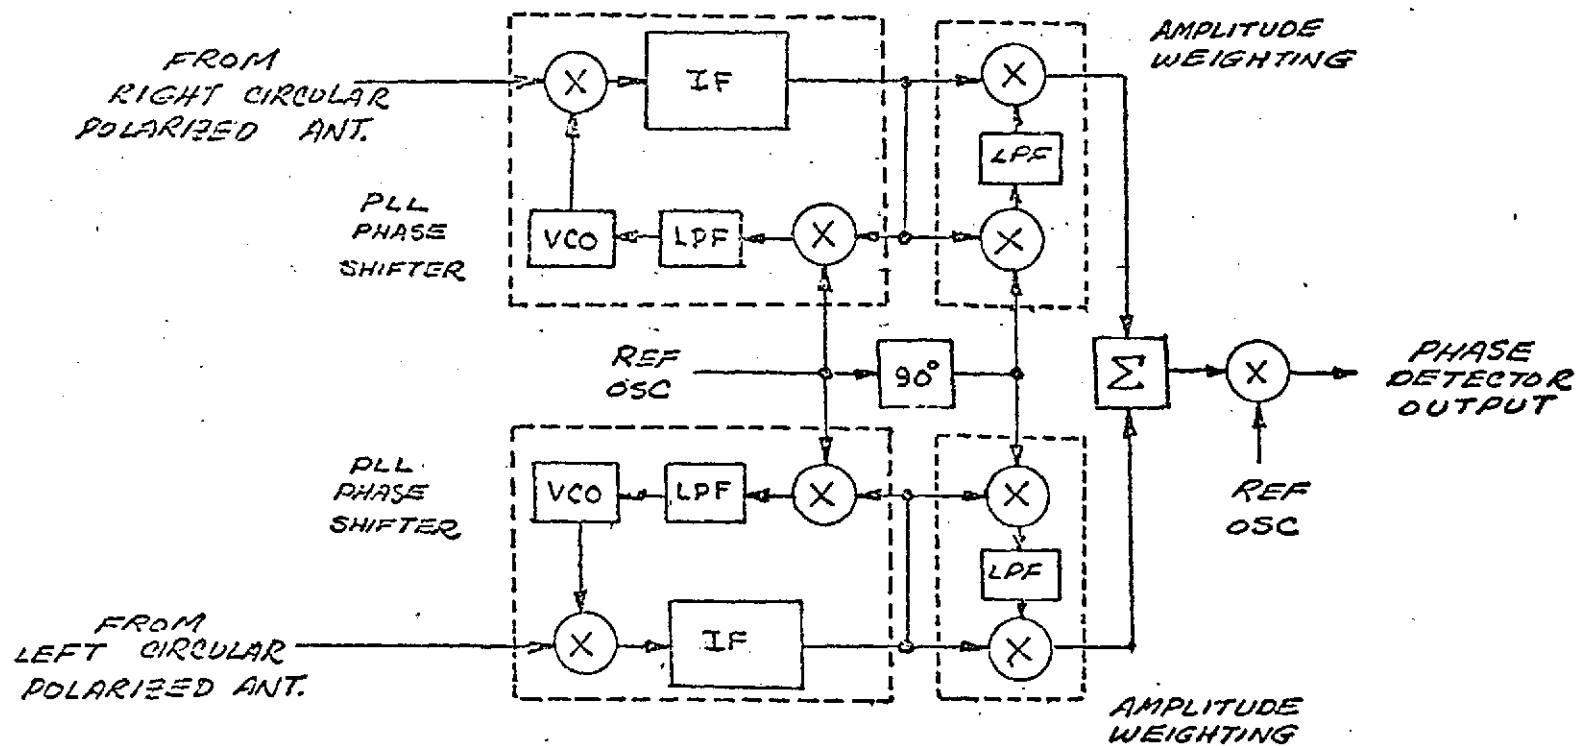 FROM
RIGHT CIRCULAR
POLARIZED ANT.
X
IF
X
AMPLITUDE
WEIGHTING
LPF
PLL
PHASE
SHIFTER
VCO
LPF
X
X
REF
OSC
90°
Σ
X
PHASE
DETECTOR
OUTPUT
PLL
PHASE
SHIFTER
VCO
LPF
X
X
REF
OSC
LPF
FROM
LEFT CIRCULAR
POLARIZED ANT.
X
IF
X
AMPLITUDE
WEIGHTING